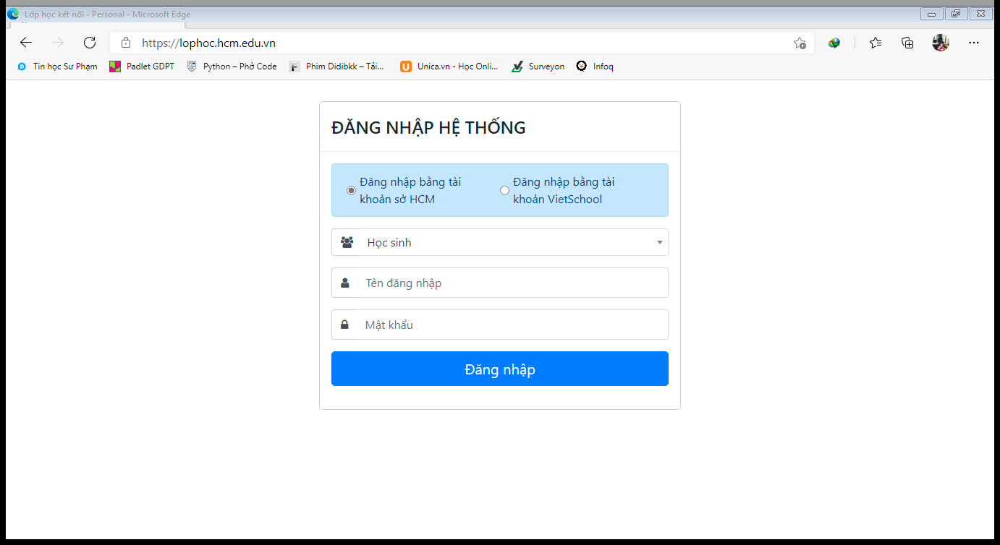 Lớp học kết nối - Personal - Microsoft Edge
https://lophoc.hcm.edu.vn
Tin học Sư Phạm Padlet GDPT Python – Phở Code Phim Didibkk – Tải... Unica.vn - Học Onli... Surveyon Infoq
ĐĂNG NHẬP HỆ THỐNG
Đăng nhập bằng tài
khoản sở HCM
Đăng nhập bằng tài
khoản VietSchool
Học sinh
Tên đăng nhập
Mật khẩu
Đăng nhập